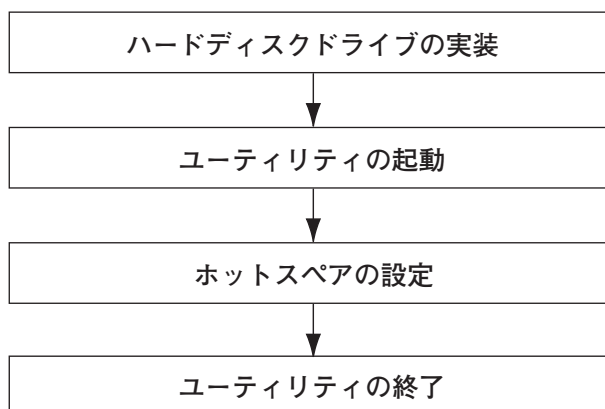 ハードディスクドライブの実装
ユーティリティの起動
ホットスペアの設定
ユーティリティの終了